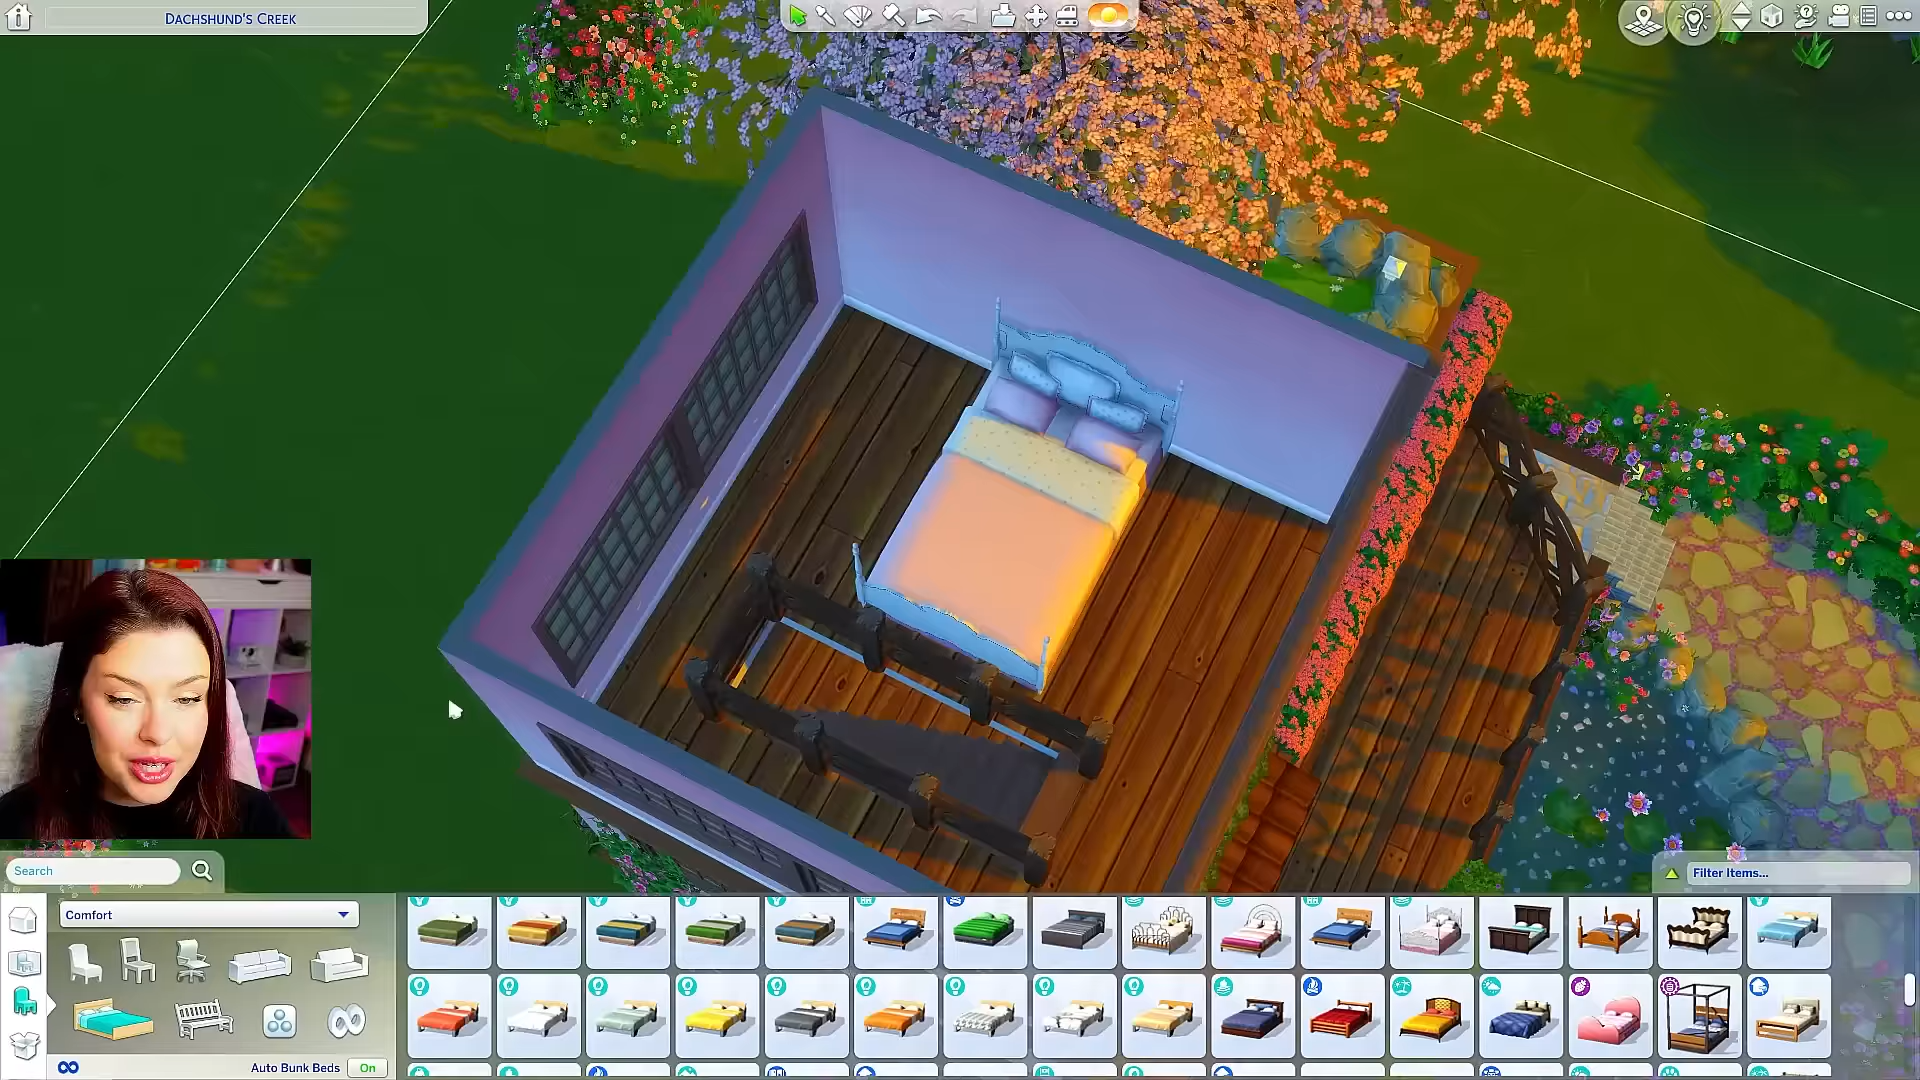 DACHSHUND'S CREEK
Search
Filter Items...
Comfort
Auto Bunk Beds
On